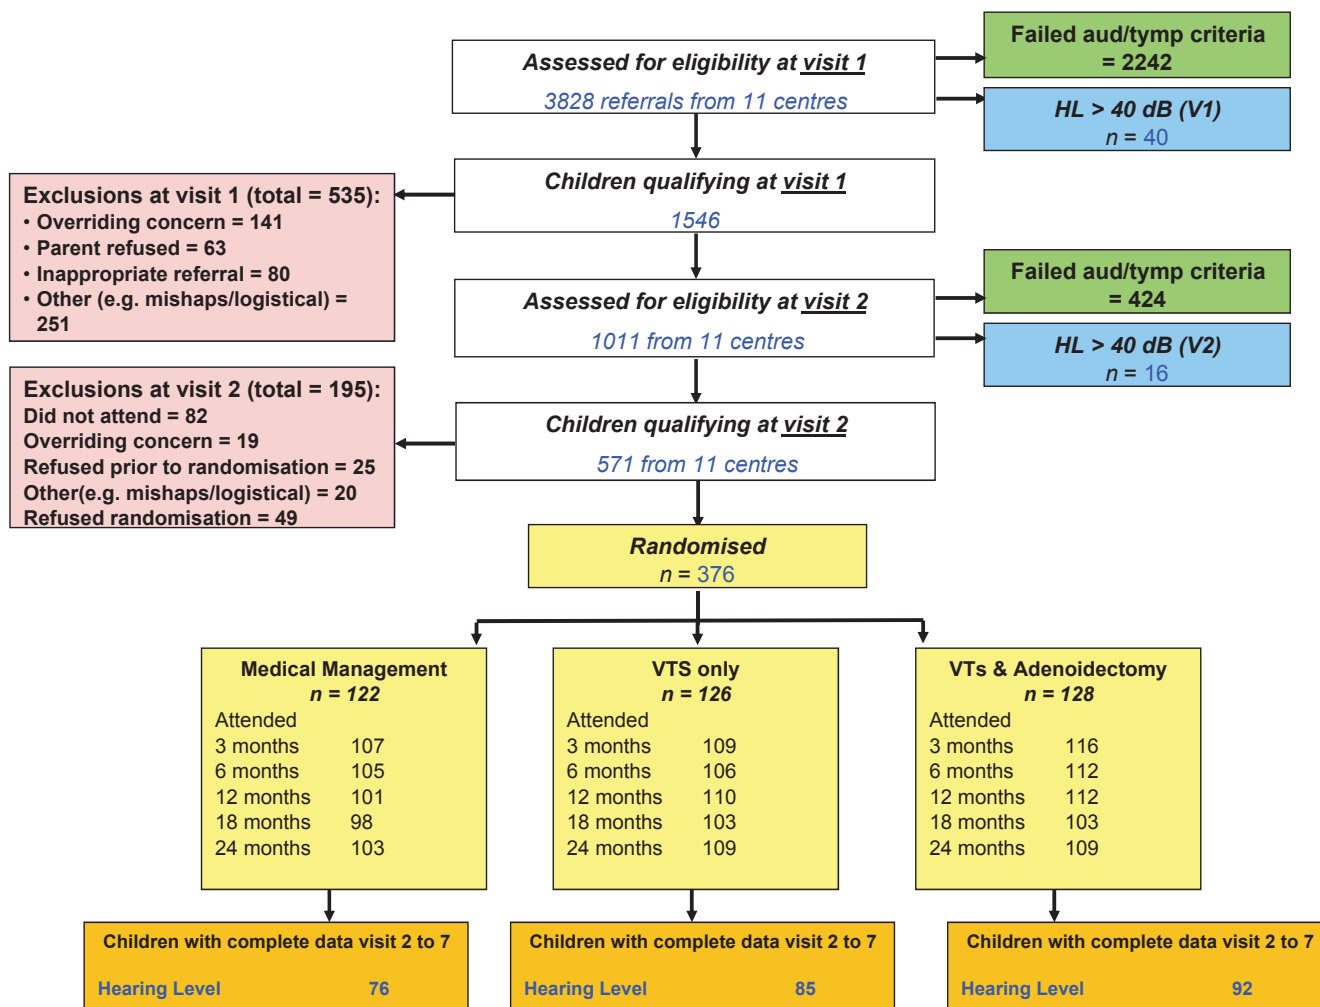 Assessed for eligibility at visit 1
3828 referrals from 11 centres
Failed aud/tymp criteria
= 2242
HL > 40 dB (V1)
n = 40
Children qualifying at visit 1
1546
Exclusions at visit 1 (total = 535):
• Overriding concern = 141
• Parent refused = 63
• Inappropriate referral = 80
• Other (e.g. mishaps/logistical) =
251
Assessed for eligibility at visit 2
1011 from 11 centres
Failed aud/tymp criteria
= 424
HL > 40 dB (V2)
n = 16
Children qualifying at visit 2
571 from 11 centres
Exclusions at visit 2 (total = 195):
Did not attend = 82
Overriding concern = 19
Refused prior to randomisation = 25
Other(e.g. mishaps/logistical) = 20
Refused randomisation = 49
Randomised
n = 376
Medical Management
n = 122
Attended
3 months 107
6 months 105
12 months 101
18 months 98
24 months 103
VTS only
n = 126
Attended
3 months 109
6 months 106
12 months 110
18 months 103
24 months 109
VTs & Adenoidectomy
n = 128
Attended
3 months 116
6 months 112
12 months 112
18 months 103
24 months 109
Children with complete data visit 2 to 7
Hearing Level 76
Children with complete data visit 2 to 7
Hearing Level 85
Children with complete data visit 2 to 7
Hearing Level 92